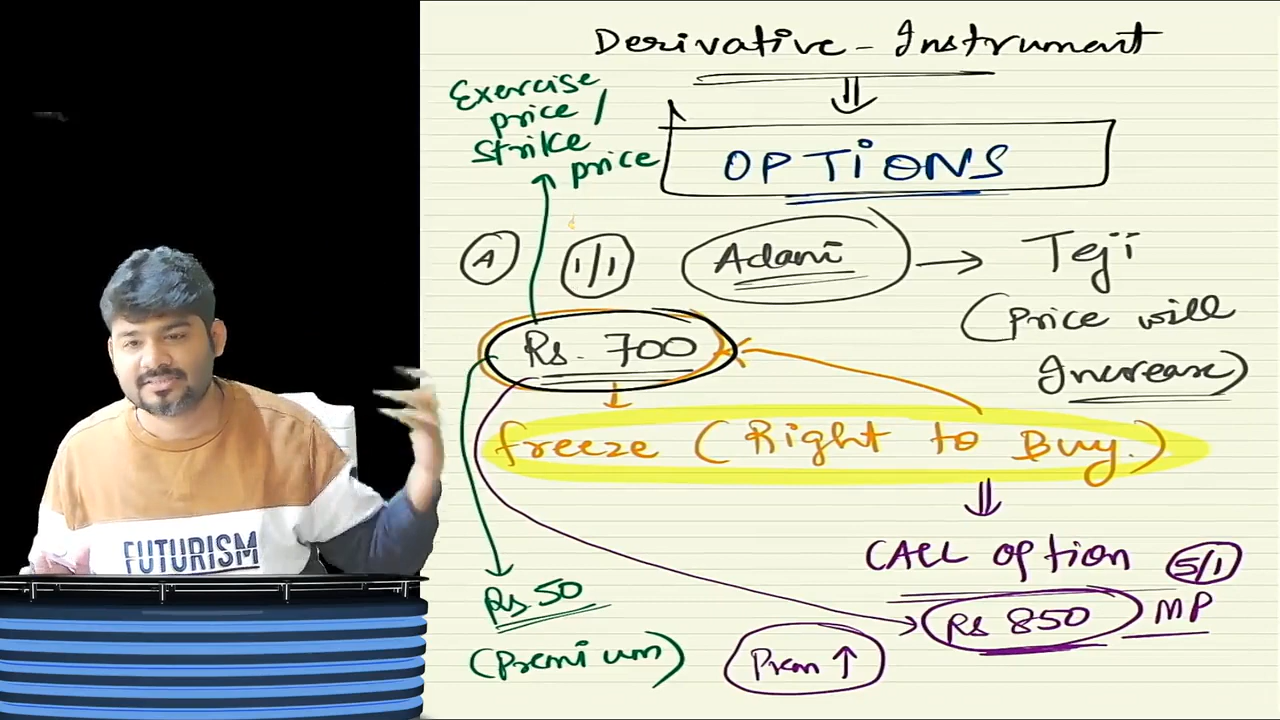 Derivative - Instrument
Exercise
price /
strike
price
OPTIONS
A
1/1
Adani
Teji
(Price will
Increase)
Rs. 700
freeze (Right to Buy.)
CALL option
5/1
Rs 850
MP
Rs. 50
(Premium)
Prem ↑
FUTURISM